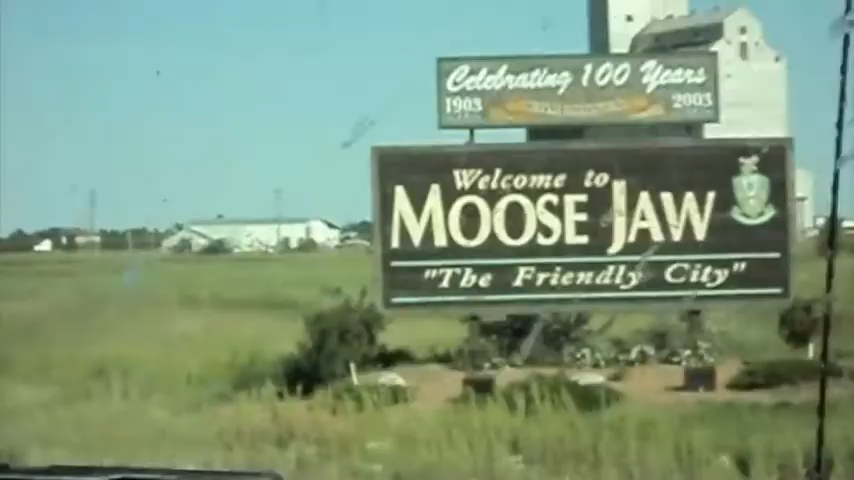 Celebrating 100 Years
1903 2003
Welcome to
MOOSE JAW
"The Friendly City"